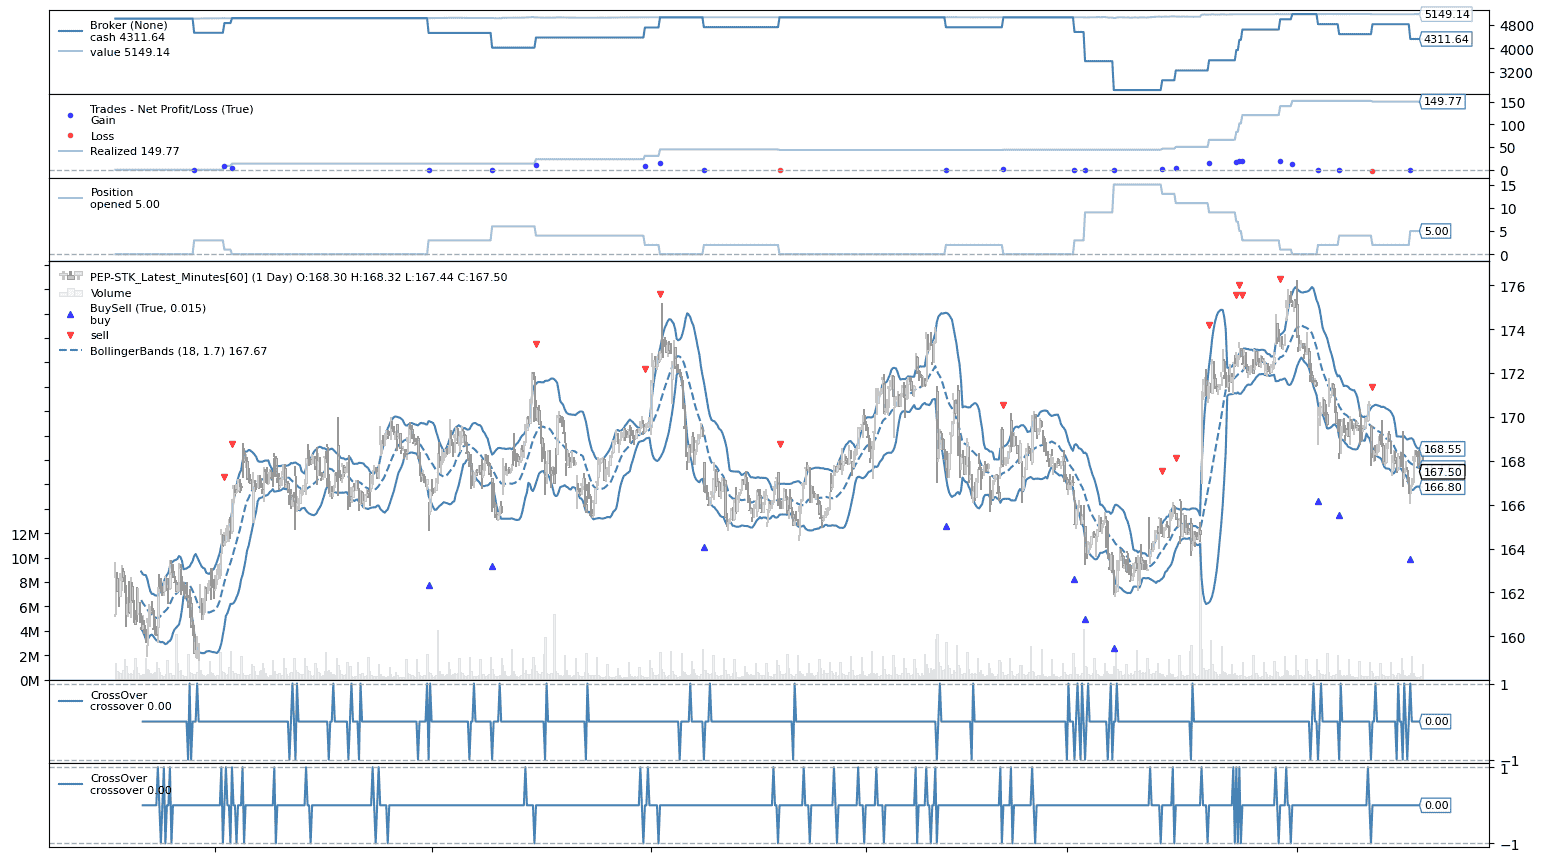 Broker (None)
cash 4311.64
value 5149.14
5149.14
4311.64
4800
4000
3200
Trades - Net Profit/Loss (True)
Gain
Loss
Realized 149.77
149.77
150
100
50
0
Position
opened 5.00
5.00
15
10
5
0
PEP-STK_Latest_Minutes[60] (1 Day) O:168.30 H:168.32 L:167.44 C:167.50
Volume
BuySell (True, 0.015)
buy
sell
BollingerBands (18, 1.7) 167.67
176
174
172
170
168
166
164
162
160
168.55
167.50
166.80
12M
10M
8M
6M
4M
2M
0M
CrossOver
crossover 0.00
1
0.00
−1
CrossOver
crossover 0.00
1
0.00
−1